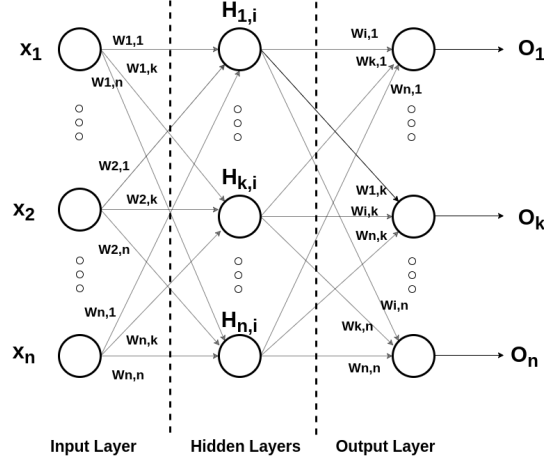 H1,i
x1
W1,1
W1,k
W1,n
Wi,1
Wk,1
Wn,1
O1
W2,1
Hk,i
x2
W2,k
W2,n
W1,k
Wi,k
Wn,k
Ok
Wn,1
Hn,i
Wi,n
xn
Wn,k
Wn,n
Wk,n
Wn,n
On
Input Layer
Hidden Layers
Output Layer